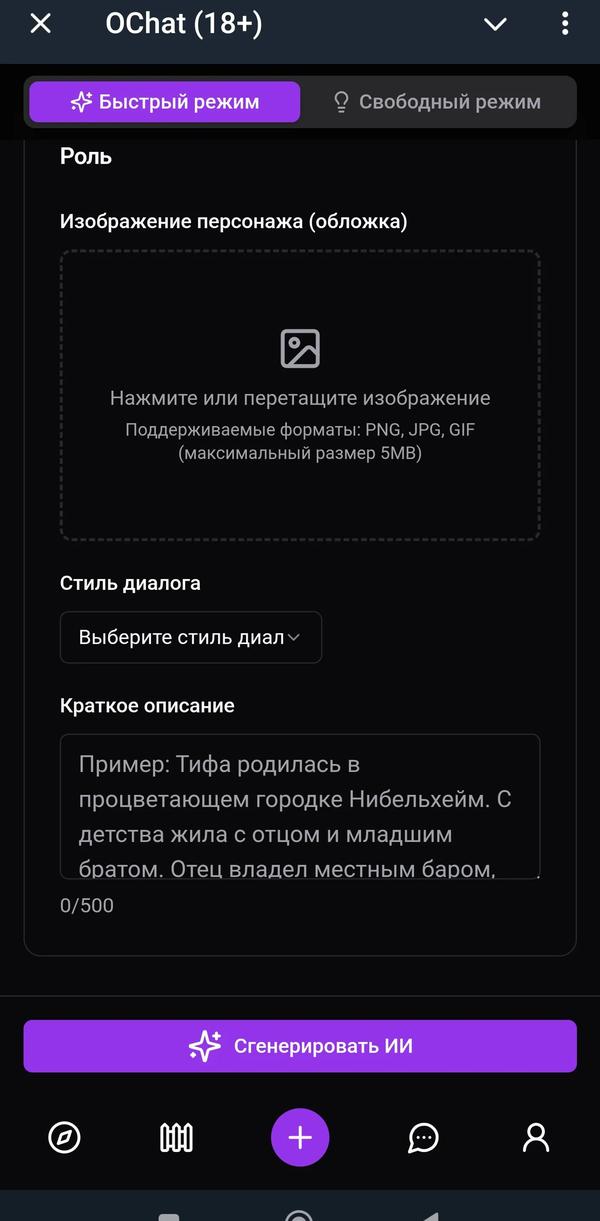 OChat (18+)
Быстрый режим
Свободный режим
Роль
Изображение персонажа (обложка)
Нажмите или перетащите изображение
Поддерживаемые форматы: PNG, JPG, GIF
(максимальный размер 5MB)
Стиль диалога
Выберите стиль диал
Краткое описание
Пример: Тифа родилась в
процветающем городке Нибельхейм. С
детства жила с отцом и младшим
братом. Отец владел местным баром,
0/500
Сгенерировать ИИ